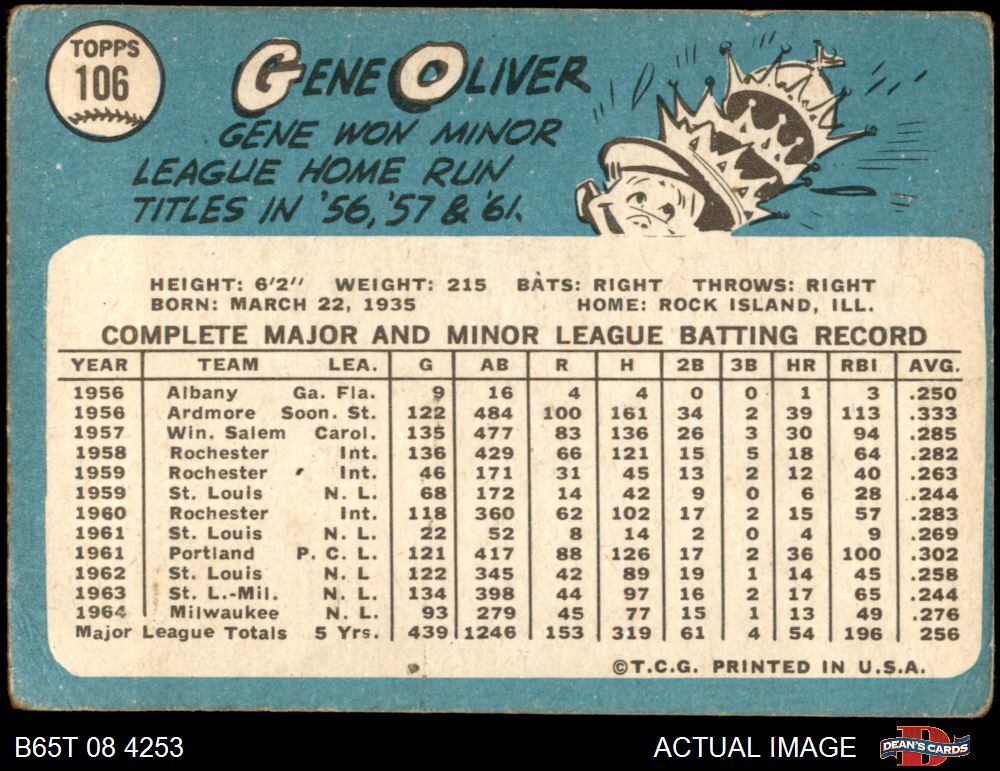 TOPPS
106
GENE OLIVER
GENE WON MINOR
LEAGUE HOME RUN
TITLES IN '56, '57 & '61.
HEIGHT: 6'2" WEIGHT: 215 BATS: RIGHT THROWS: RIGHT
BORN: MARCH 22, 1935 HOME: ROCK ISLAND, ILL.
COMPLETE MAJOR AND MINOR LEAGUE BATTING RECORD
YEAR TEAM LEA. G AB R H 2B 3B HR RBI AVG.
1956 Albany Ga. Fla. 9 16 4 4 0 0 1 3 .250
1956 Ardmore Soon. St. 122 484 100 161 34 2 39 113 .333
1957 Win. Salem Carol. 135 477 83 136 26 3 30 94 .285
1958 Rochester Int. 136 429 66 121 15 5 18 64 .282
1959 Rochester Int. 46 171 31 45 13 2 12 40 .263
1959 St. Louis N. L. 68 172 14 42 9 0 6 28 .244
1960 Rochester Int. 118 360 62 102 17 2 15 57 .283
1961 St. Louis N. L. 22 52 8 14 2 0 4 9 .269
1961 Portland P. C. L. 121 417 88 126 17 2 36 100 .302
1962 St. Louis N. L 122 345 42 89 19 1 14 45 .258
1963 St. L.-Mil. N. L. 134 398 44 97 16 2 17 65 .244
1964 Milwaukee N. L. 93 279 45 77 15 1 13 49 .276
Major League Totals 5 Yrs. 439 1246 153 319 61 4 54 196 256
©T.C.G. PRINTED IN U.S.A.
B65T 08 4253 ACTUAL IMAGE DEAN'S CARDS